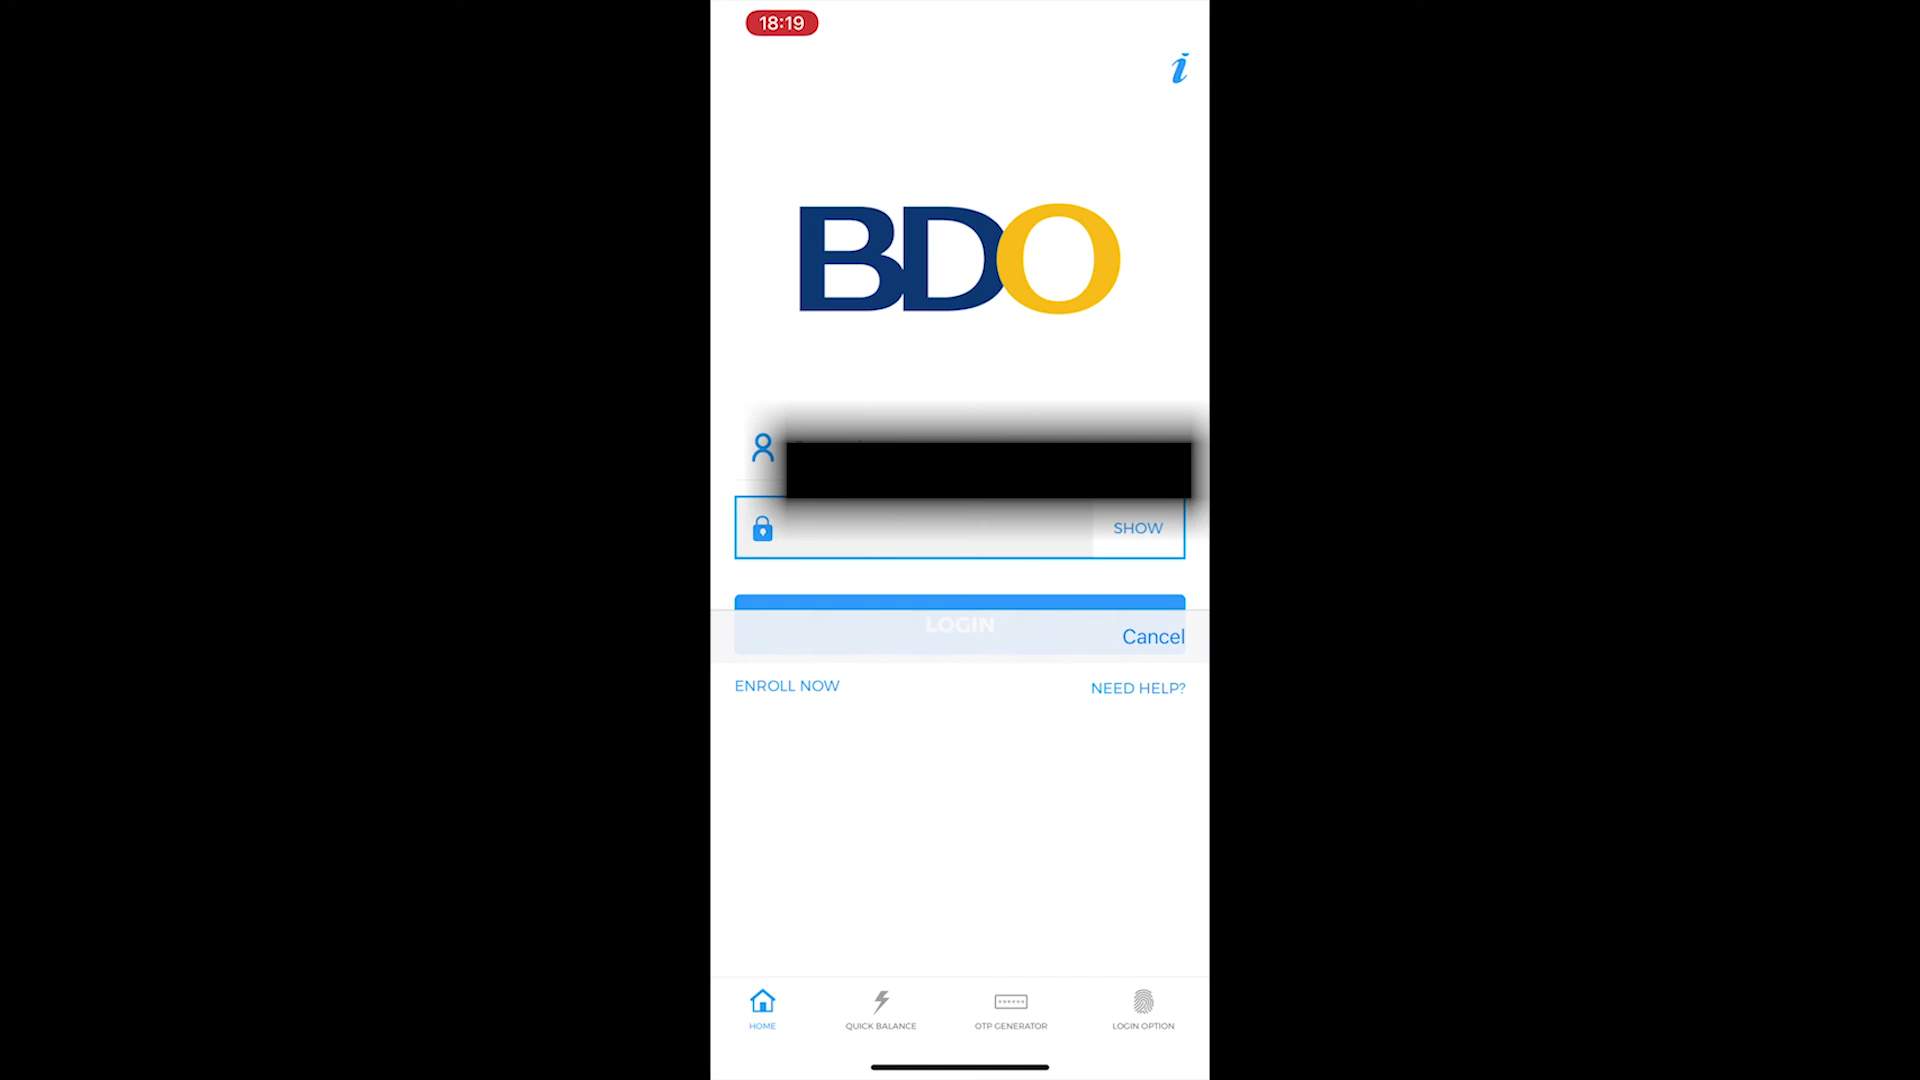 18:19
i
BDO
SHOW
LOGIN
Cancel
ENROLL NOW
NEED HELP?
HOME
QUICK BALANCE
OTP GENERATOR
LOGIN OPTION